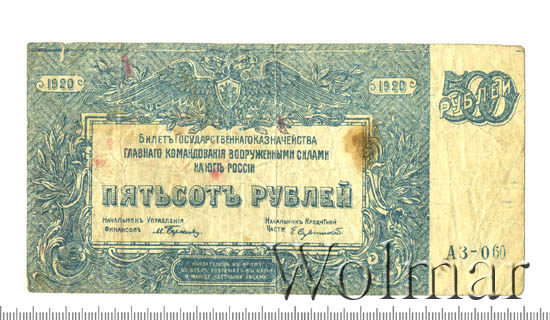 1920
1920
500
РУБЛЕЙ
БИЛЕТЪ ГОСУДАРСТВЕННАГО КАЗНАЧЕЙСТВА
ГЛАВНАГО КОМАНДОВАНІЯ ВООРУЖЕННЫМИ СИЛАМИ
НА ЮГѢ РОССІИ
ПЯТЬСОТЪ РУБЛЕЙ
НАЧАЛЬНИКЪ УПРАВЛЕНІЯ
ФИНАНСОВЪ
НАЧАЛЬНИКЪ КРЕДИТНОЙ
ЧАСТИ
АЗ-060
Wolmar